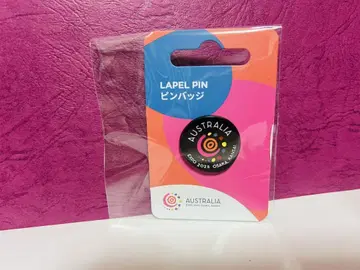 LAPEL PIN
ピンバッジ
AUSTRALIA
EXPO 2025 OSAKA, KANSAI
AUSTRALIA